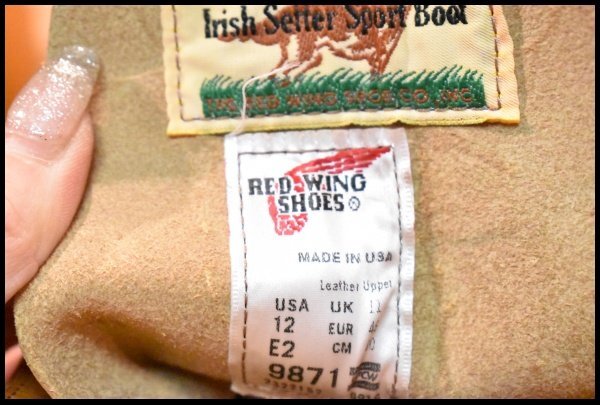 Irish Setter Sport Boot
THE RED WING SHOE CO. INC.
RED WING
SHOES®
MADE IN USA
Leather Upper
USA UK 11
12 EUR
E2 CM
9871